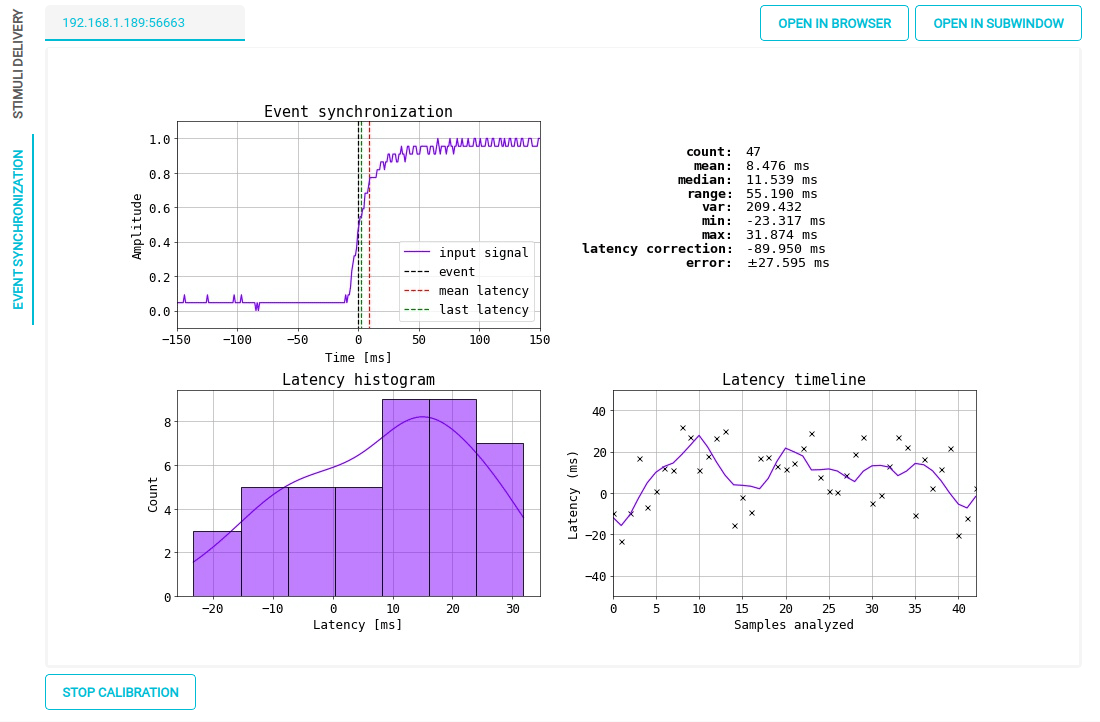 STIMULI DELIVERY
EVENT SYNCHRONIZATION
192.168.1.189:56663
OPEN IN BROWSER
OPEN IN SUBWINDOW
Event synchronization
Amplitude
1.0
0.8
0.6
0.4
0.2
0.0
input signal
event
mean latency
last latency
−150 −100 −50 0 50 100 150
Time [ms]
count: 47
mean: 8.476 ms
median: 11.539 ms
range: 55.190 ms
var: 209.432
min: -23.317 ms
max: 31.874 ms
latency correction: -89.950 ms
error: ±27.595 ms
Latency histogram
Count
8
6
4
2
0
−20 −10 0 10 20 30
Latency [ms]
Latency timeline
Latency (ms)
40
20
0
−20
−40
0 5 10 15 20 25 30 35 40
Samples analyzed
STOP CALIBRATION